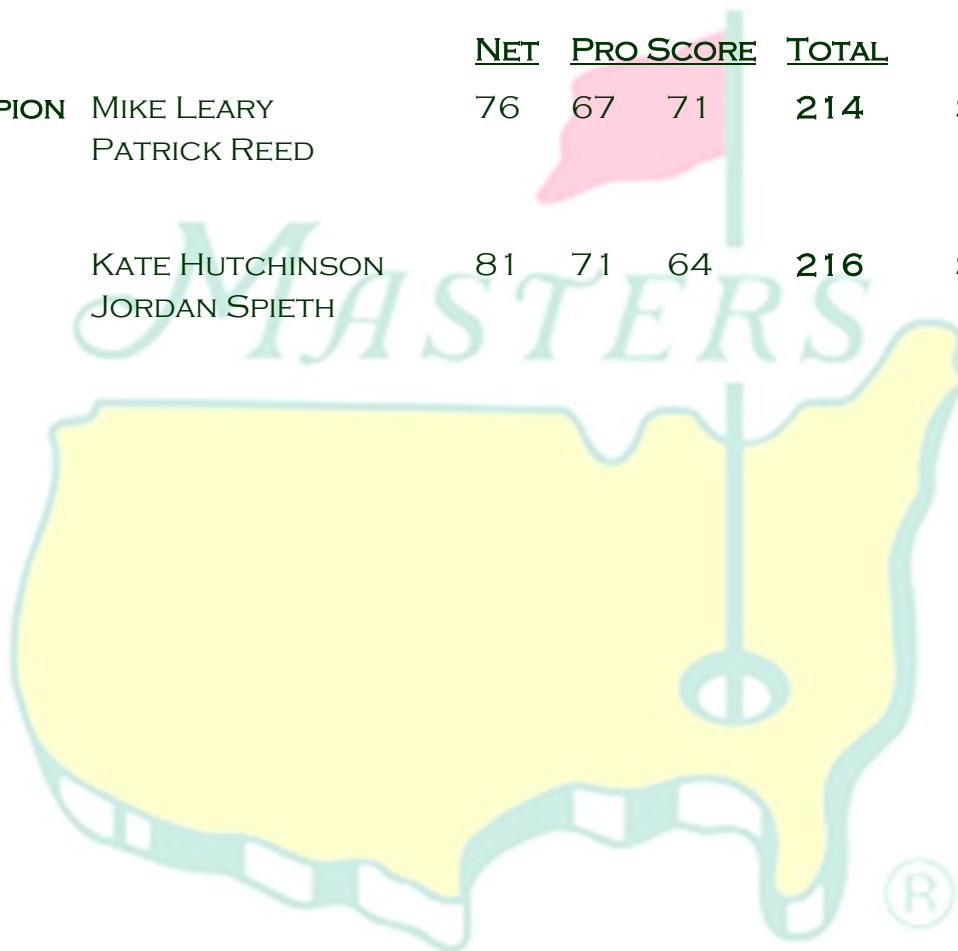 NET PRO SCORE TOTAL
PION MIKE LEARY 76 67 71 214
PATRICK REED
KATE HUTCHINSON 81 71 64 216
JORDAN SPIETH
MASTERS
®